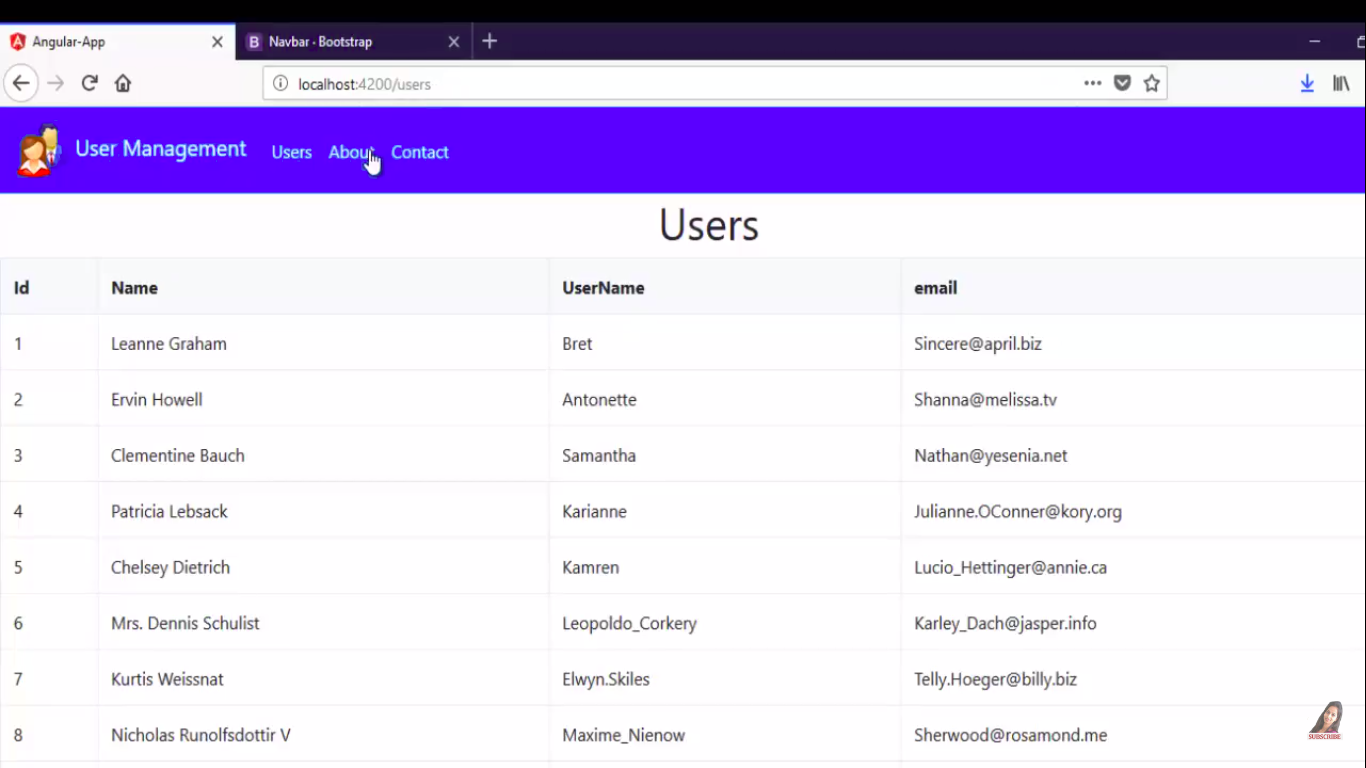 Angular-App
Navbar · Bootstrap
localhost:4200/users
User Management Users About Contact
Users
Id Name UserName email
1 Leanne Graham Bret Sincere@april.biz
2 Ervin Howell Antonette Shanna@melissa.tv
3 Clementine Bauch Samantha Nathan@yesenia.net
4 Patricia Lebsack Karianne Julianne.OConner@kory.org
5 Chelsey Dietrich Kamren Lucio_Hettinger@annie.ca
6 Mrs. Dennis Schulist Leopoldo_Corkery Karley_Dach@jasper.info
7 Kurtis Weissnat Elwyn.Skiles Telly.Hoeger@billy.biz
8 Nicholas Runolfsdottir V Maxime_Nienow Sherwood@rosamond.me
SUBSCRIBE